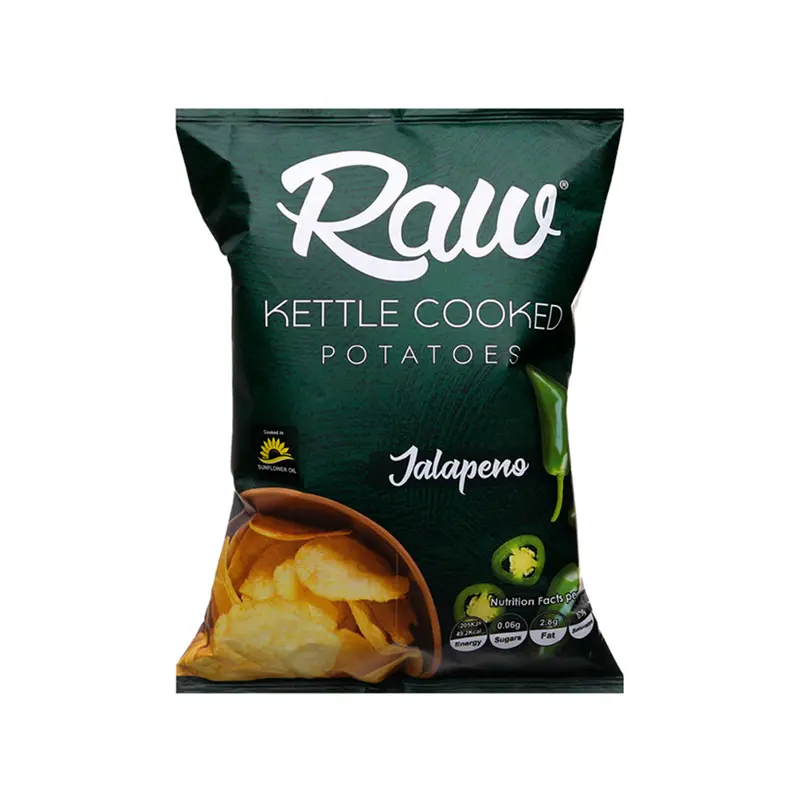 Raw®
KETTLE COOKED
POTATOES
Cooked in
SUNFLOWER OIL
Jalapeno
Nutrition Facts pe
205KJ
49.2Kcal
Energy
0.06g
Sugars
2.8g
Fat